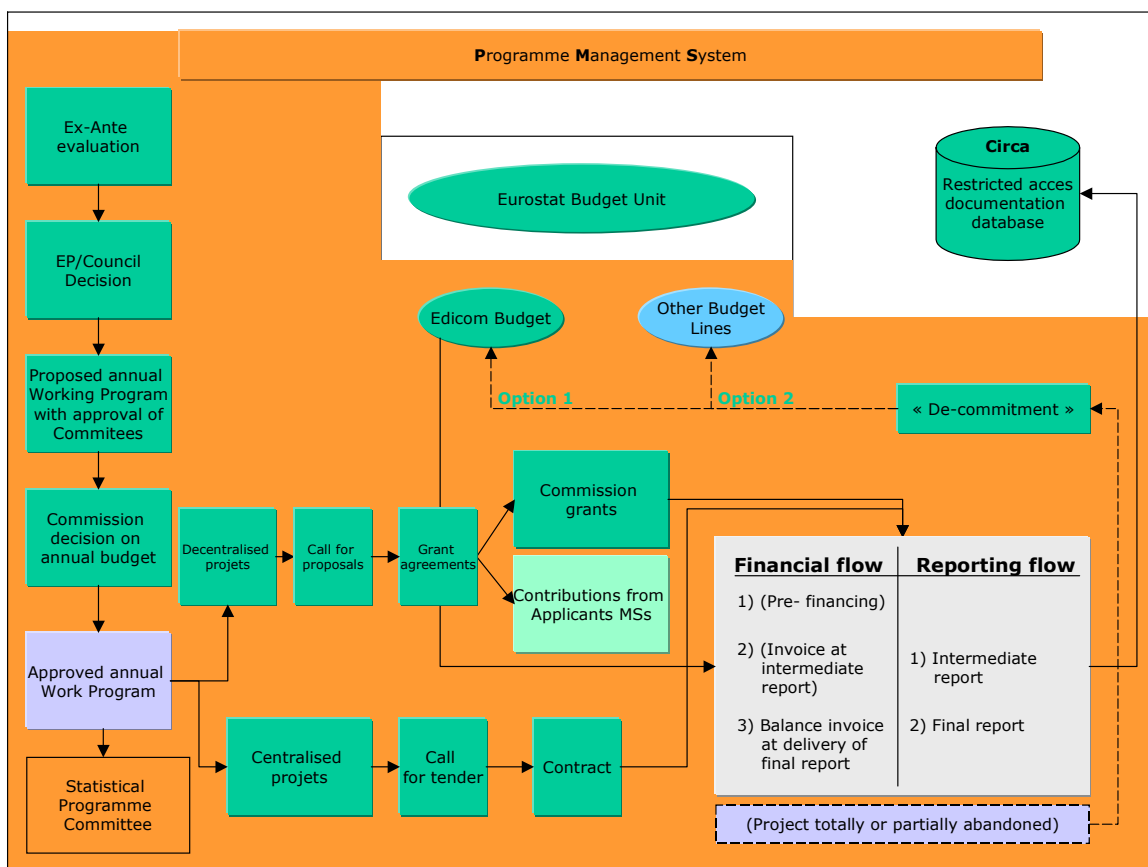 Programme Management System
Ex-Ante
evaluation
EP/Council
Decision
Proposed annual
Working Program
with approval of
Commitees
Commission
decision on
annual budget
Approved annual
Work Program
Statistical
Programme
Committee
Eurostat Budget Unit
Circa
Restricted acces
documentation
database
Edicom Budget
Other Budget
Lines
Option 1
Option 2
« De-commitment »
Decentralised
projets
Call for
proposals
Grant
agreements
Commission
grants
Contributions from
Applicants MSs
Centralised
projets
Call
for tender
Contract
Financial flow
1) (Pre- financing)
2) (Invoice at
intermediate
report)
3) Balance invoice
at delivery of
final report
Reporting flow
1) Intermediate
report
2) Final report
(Project totally or partially abandoned)